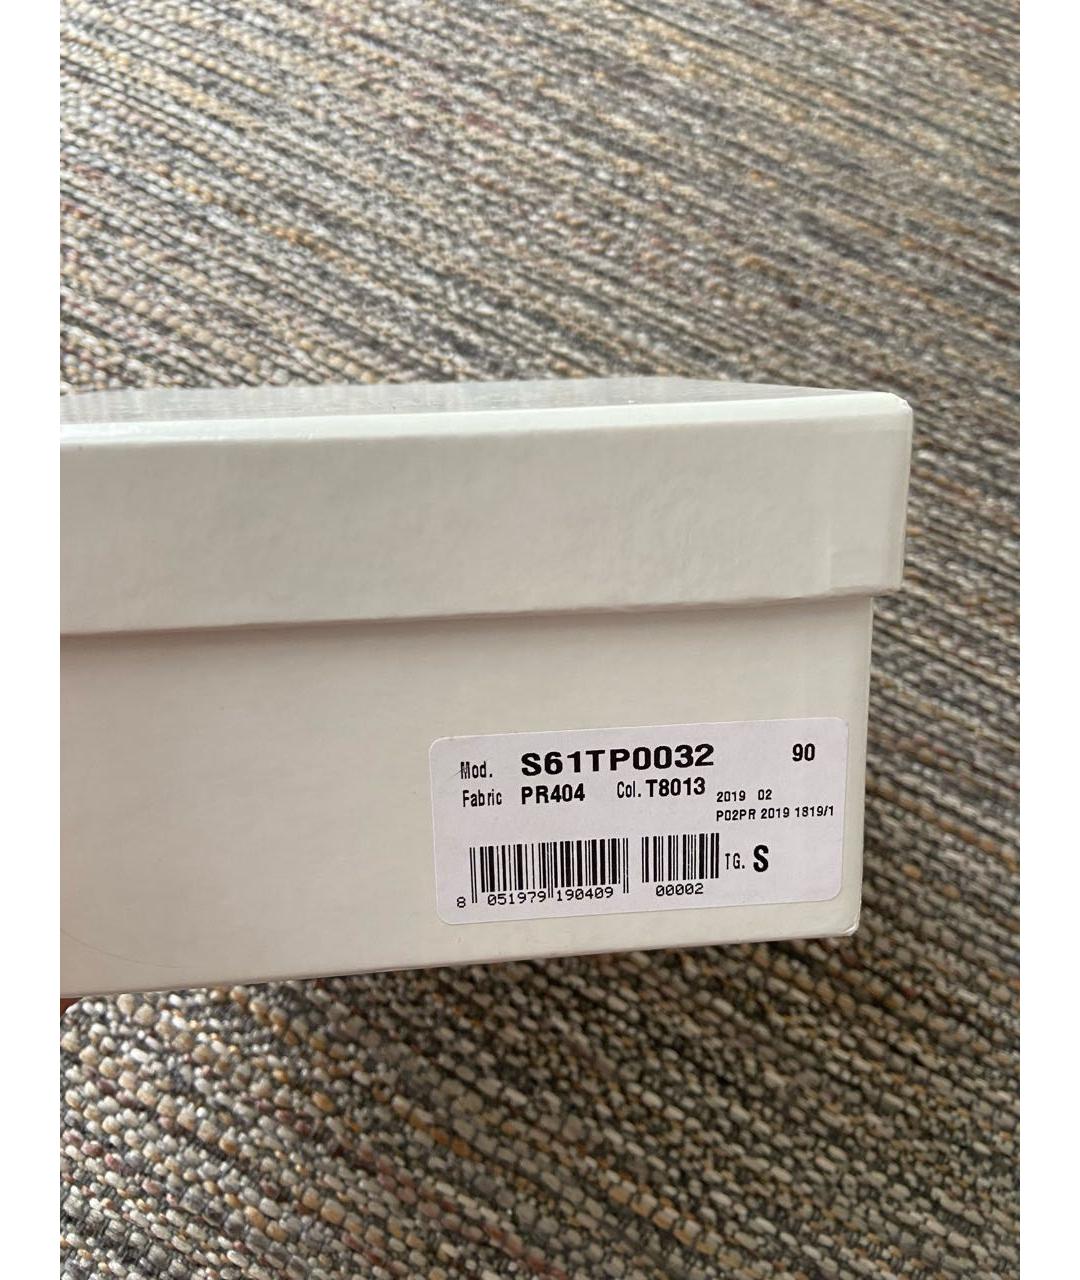 Mod. S61TP0032 90
Fabric PR404 Col. T8013 2019 02
P02PR 2019 1819/1
TG. S
8 051979 190409 00002